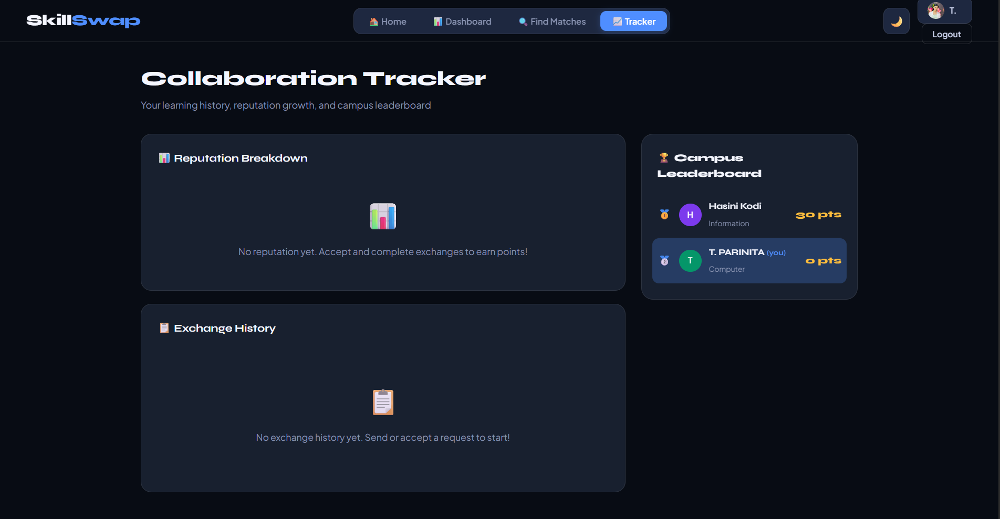 SkillSwap
Home
Dashboard
Find Matches
Tracker
T.
Logout
Collaboration Tracker
Your learning history, reputation growth, and campus leaderboard
Reputation Breakdown
No reputation yet. Accept and complete exchanges to earn points!
Exchange History
No exchange history yet. Send or accept a request to start!
Campus
Leaderboard
1
H
Hasini Kodi
Information
30 pts
2
T
T. PARINITA (you)
Computer
0 pts